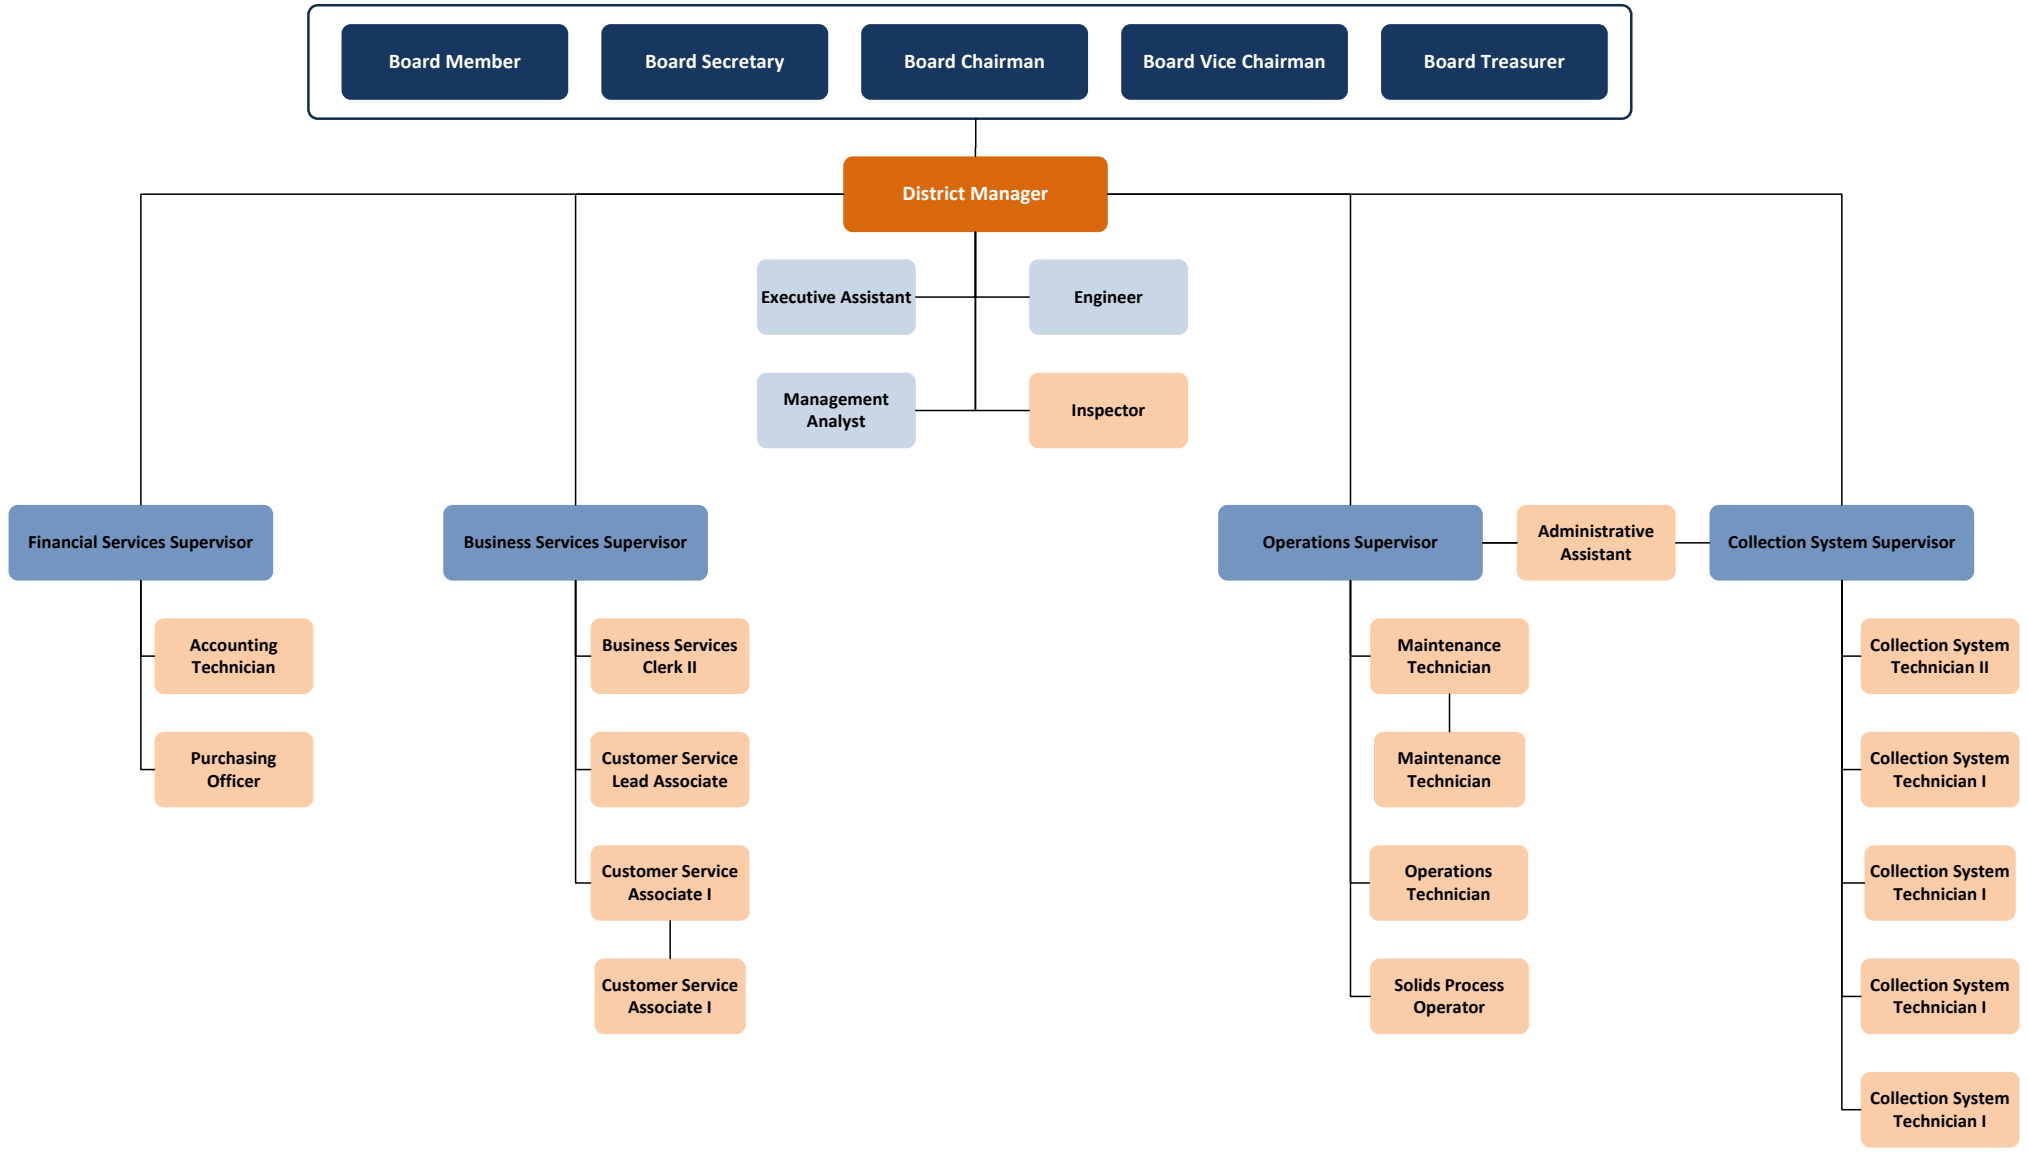 Board Member
Board Secretary
Board Chairman
Board Vice Chairman
Board Treasurer
District Manager
Executive Assistant
Engineer
Management
Analyst
Inspector
Financial Services Supervisor
Business Services Supervisor
Operations Supervisor
Administrative
Assistant
Collection System Supervisor
Accounting
Technician
Purchasing
Officer
Business Services
Clerk II
Customer Service
Lead Associate
Customer Service
Associate I
Customer Service
Associate I
Maintenance
Technician
Maintenance
Technician
Operations
Technician
Solids Process
Operator
Collection System
Technician II
Collection System
Technician I
Collection System
Technician I
Collection System
Technician I
Collection System
Technician I